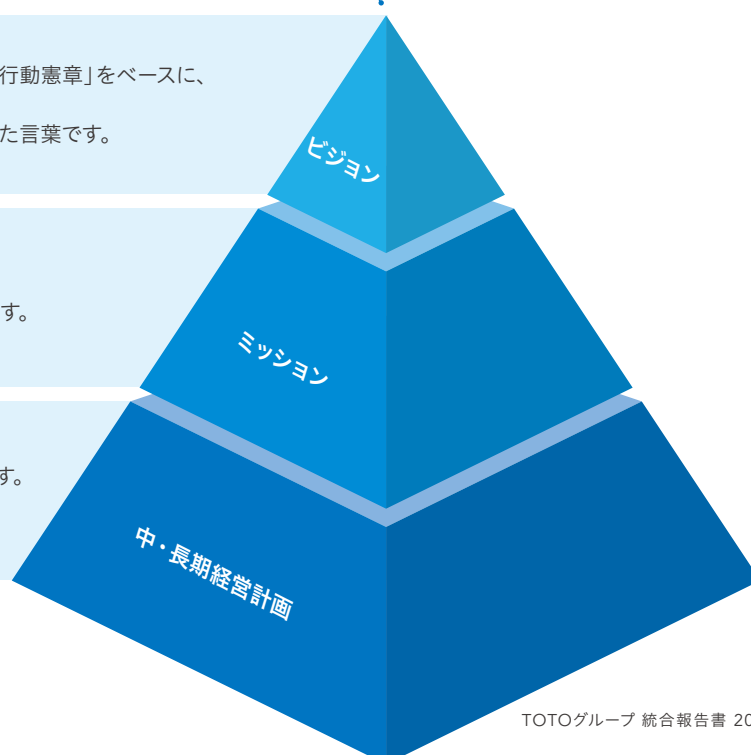 行動憲章」をベースに、
た言葉です。
ビジョン
す。
ミッション
す。
中・長期経営計画
TOTOグループ 統合報告書 20